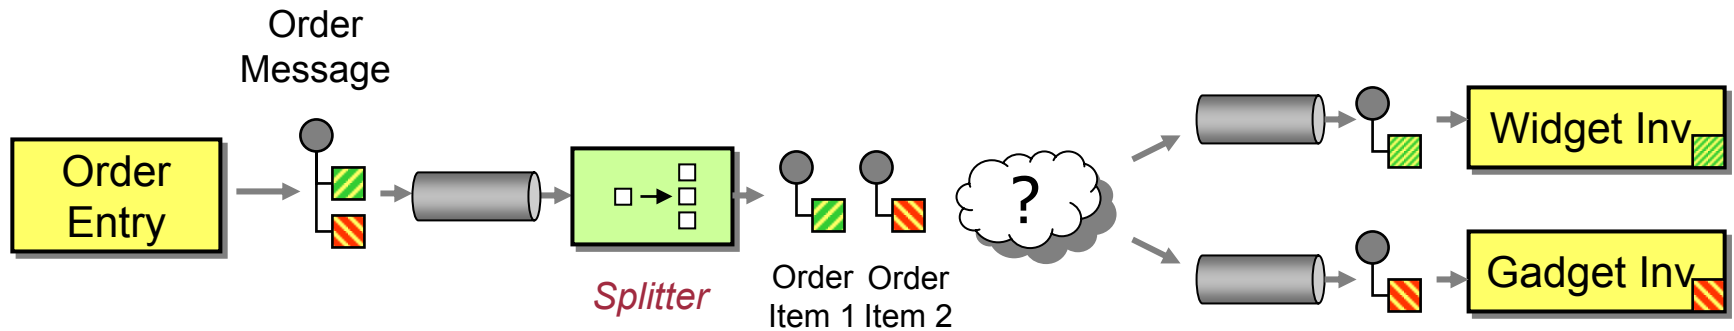 Order
Message
Order
Entry
Splitter
Order
Item 1
Order
Item 2
?
Widget Inv
Gadget Inv